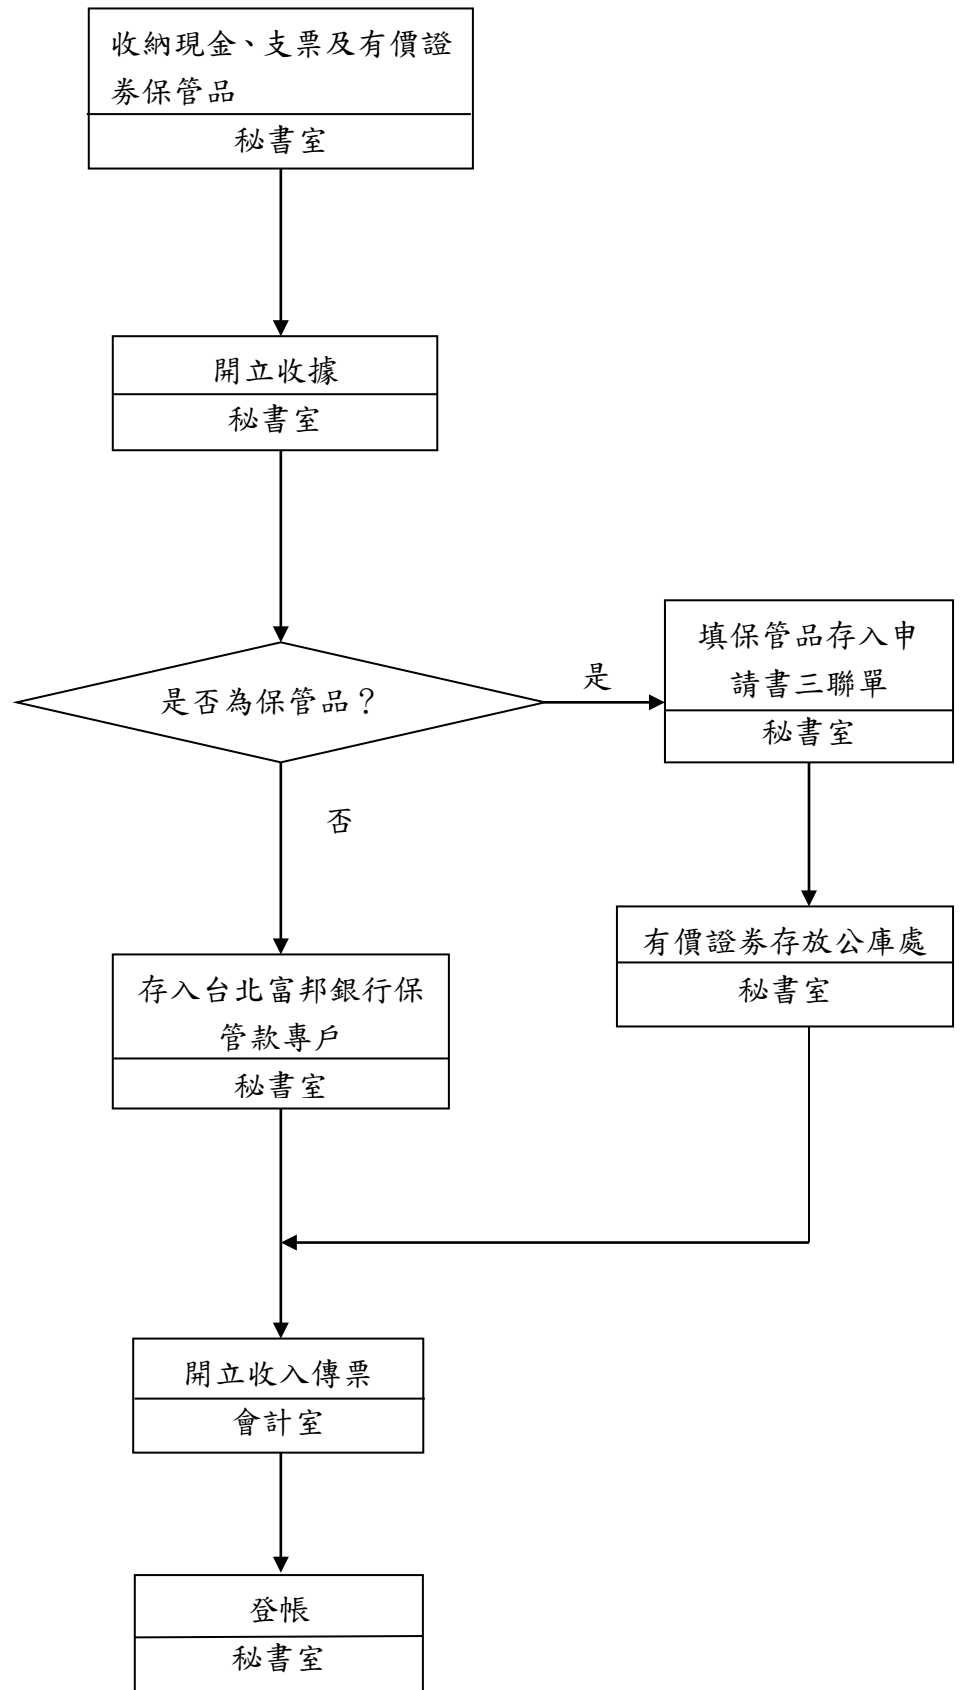 收納現金、支票及有價證
券保管品
秘書室
開立收據
秘書室
是否為保管品？
是
填保管品存入申
請書三聯單
秘書室
否
有價證券存放公庫處
秘書室
存入台北富邦銀行保
管款專戶
秘書室
開立收入傳票
會計室
登帳
秘書室